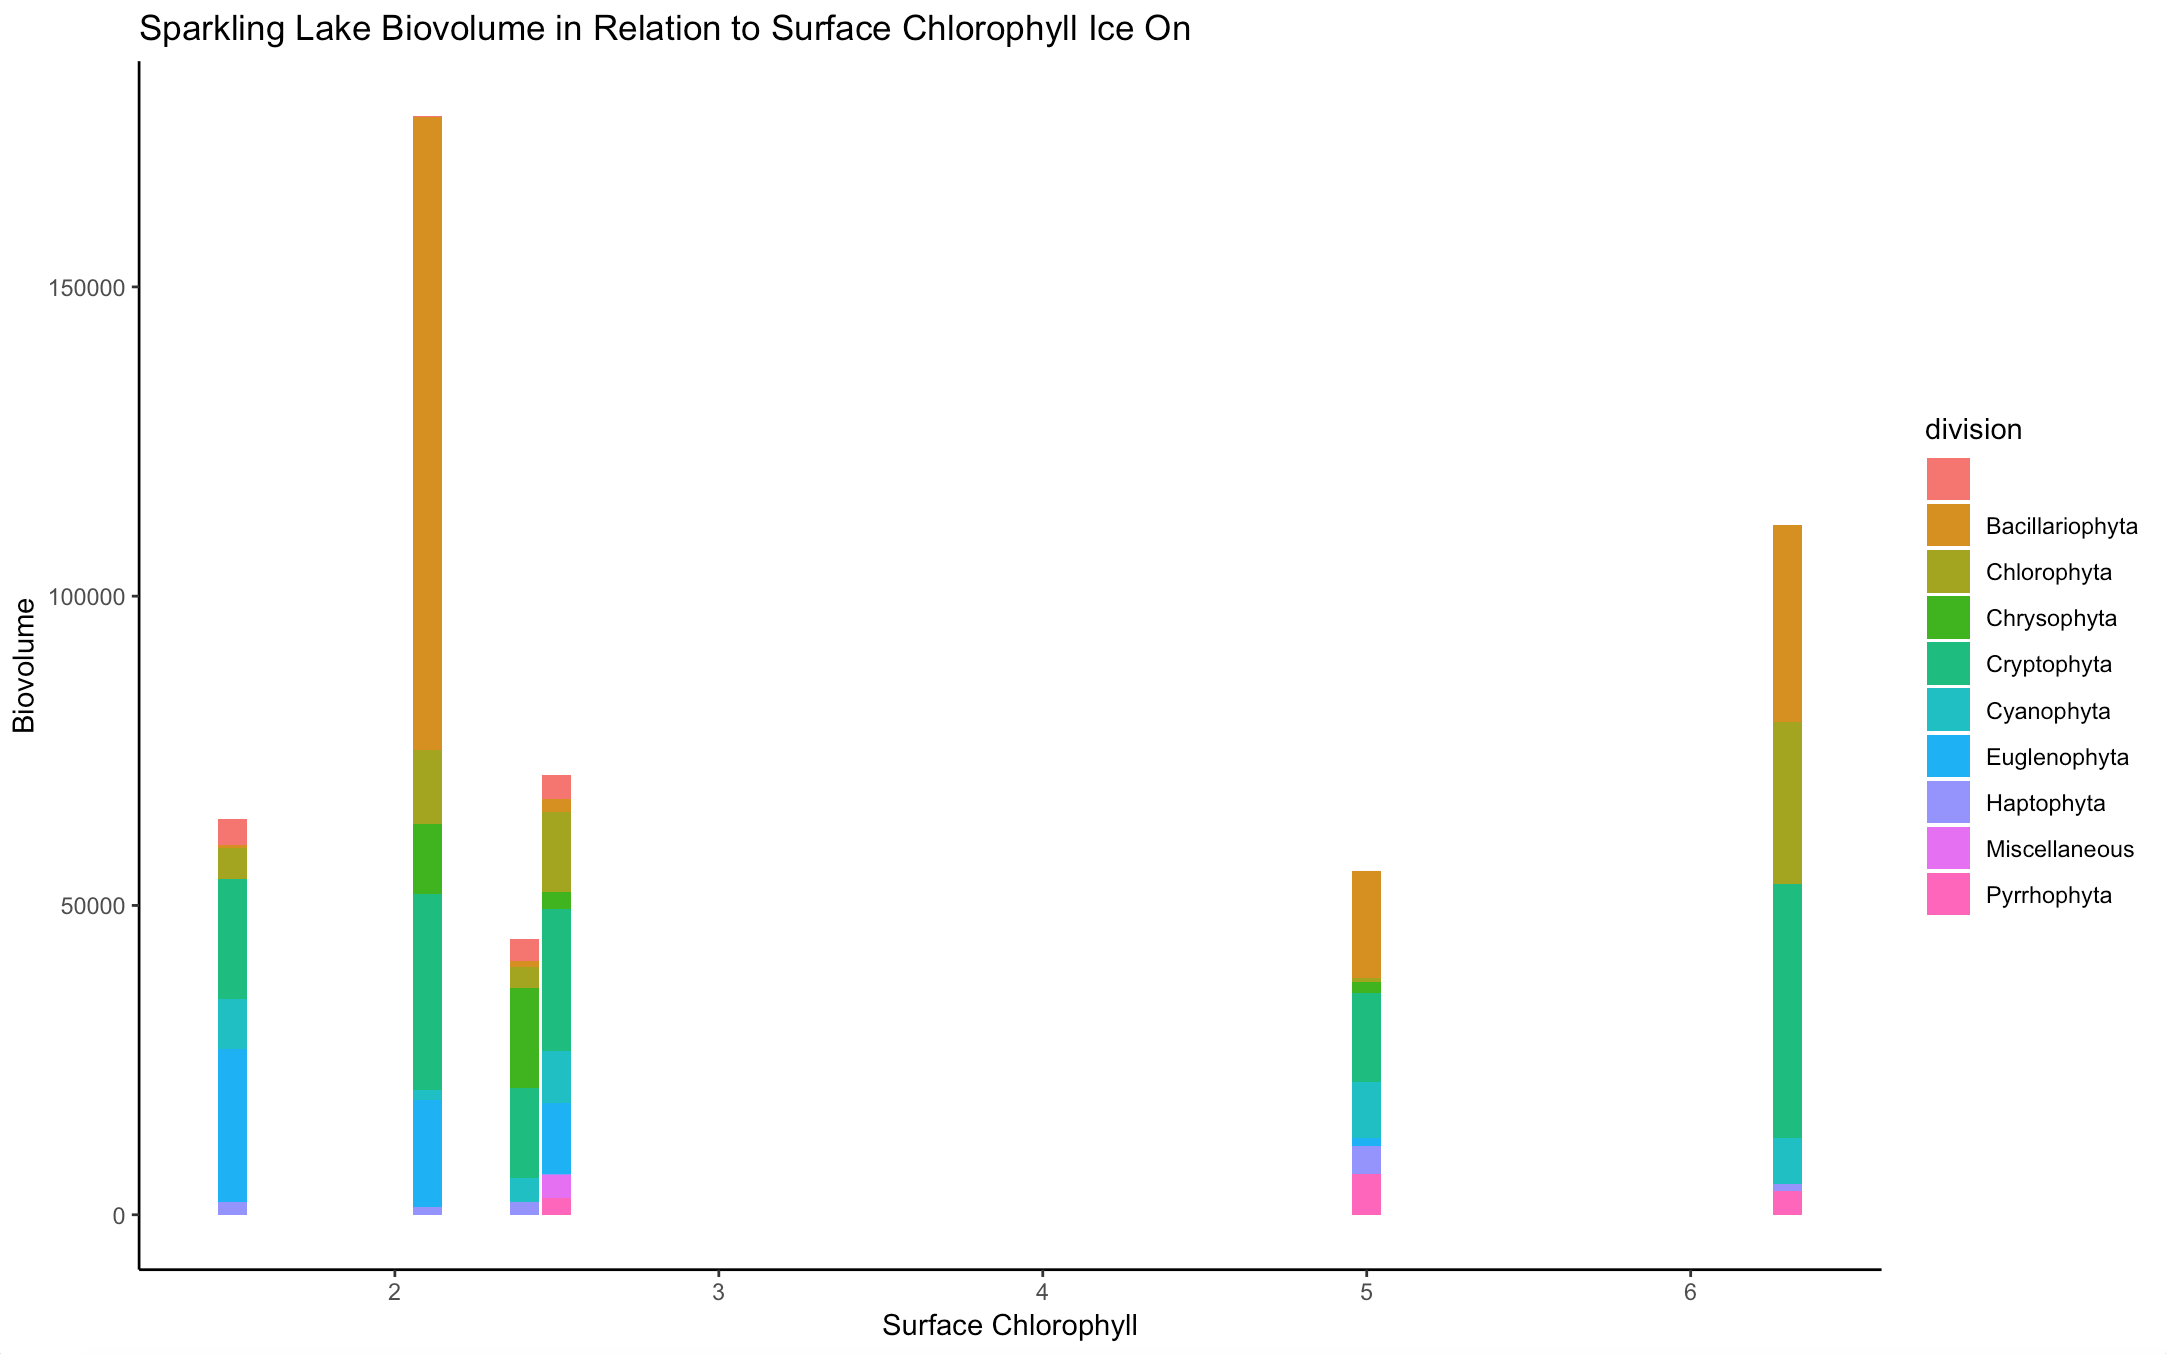 Sparkling Lake Biovolume in Relation to Surface Chlorophyll Ice On
Biovolume
150000
100000
50000
0
2 3 4 5 6
Surface Chlorophyll
division
Bacillariophyta
Chlorophyta
Chrysophyta
Cryptophyta
Cyanophyta
Euglenophyta
Haptophyta
Miscellaneous
Pyrrhophyta